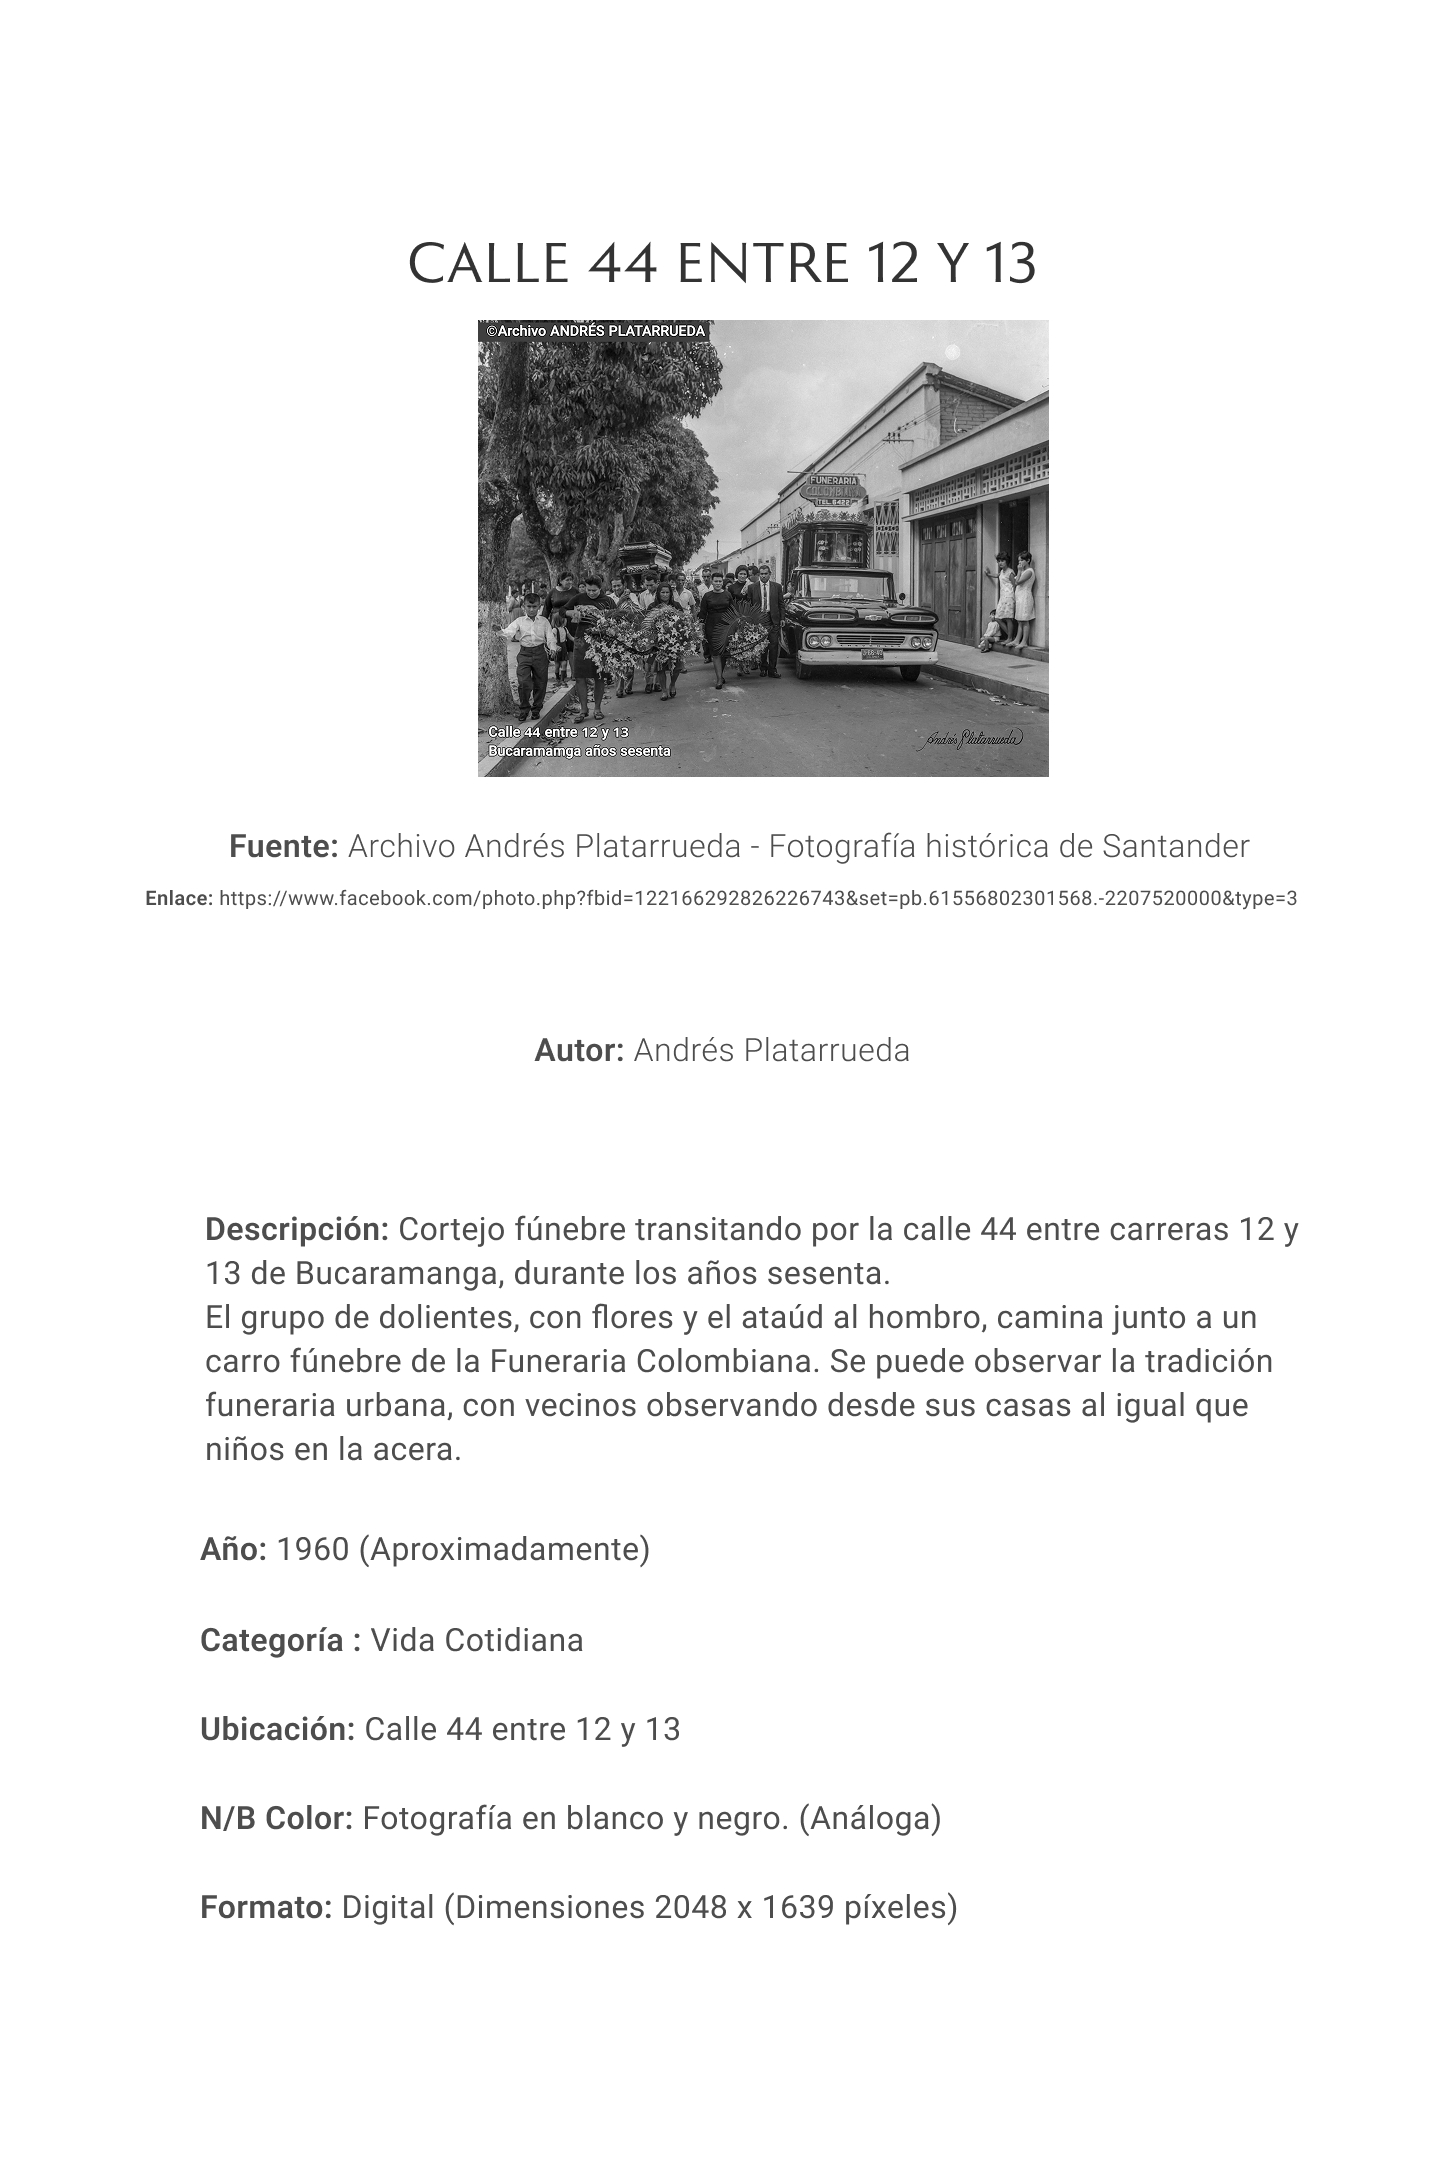 CALLE 44 ENTRE 12 Y 13
©Archivo ANDRÉS PLATARRUEDA
FUNERARIA
COLOMBIANA
TEL. 6422
Calle 44 entre 12 y 13
Bucaramamga años sesenta
Andrés Platarrueda
Fuente: Archivo Andrés Platarrueda - Fotografía histórica de Santander
Enlace: https://www.facebook.com/photo.php?fbid=122166292826226743&set=pb.61556802301568.-2207520000&type=3
Autor: Andrés Platarrueda
Descripción: Cortejo fúnebre transitando por la calle 44 entre carreras 12 y
13 de Bucaramanga, durante los años sesenta.
El grupo de dolientes, con flores y el ataúd al hombro, camina junto a un
carro fúnebre de la Funeraria Colombiana. Se puede observar la tradición
funeraria urbana, con vecinos observando desde sus casas al igual que
niños en la acera.
Año: 1960 (Aproximadamente)
Categoría : Vida Cotidiana
Ubicación: Calle 44 entre 12 y 13
N/B Color: Fotografía en blanco y negro. (Análoga)
Formato: Digital (Dimensiones 2048 x 1639 píxeles)